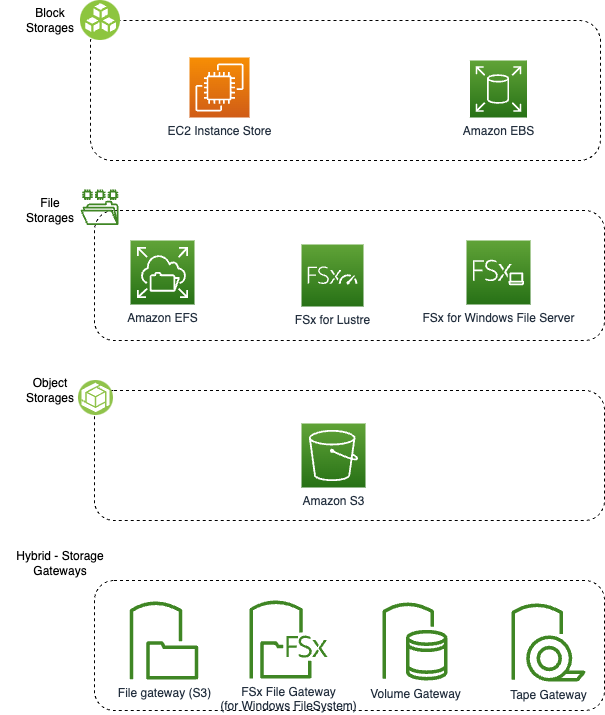 Block
Storages
EC2 Instance Store
Amazon EBS
File
Storages
FSx
FSx
Amazon EFS
FSx for Lustre
FSx for Windows File Server
Object
Storages
Amazon S3
Hybrid - Storage
Gateways
FSx
File gateway (S3)
FSx File Gateway
(for Windows FileSystem)
Volume Gateway
Tape Gateway